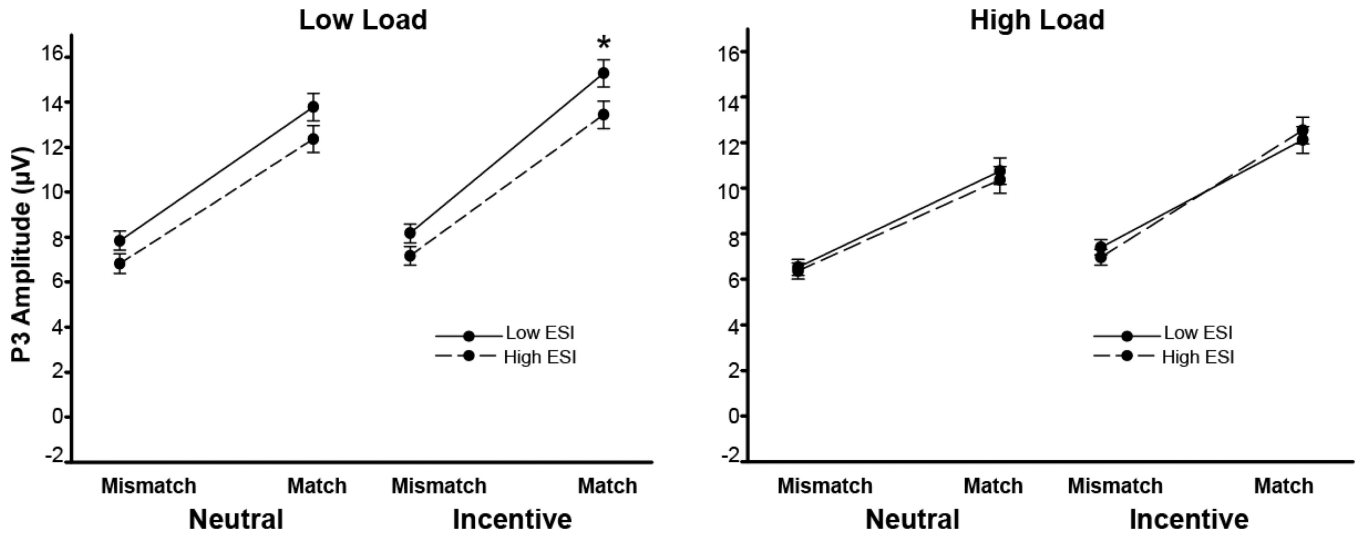 Low Load
*
P3 Amplitude (µV)
16
14
12
10
8
6
4
2
0
-2
Low ESI
High ESI
Mismatch Match Mismatch Match
Neutral Incentive
High Load
16
14
12
10
8
6
4
2
0
-2
Low ESI
High ESI
Mismatch Match Mismatch Match
Neutral Incentive